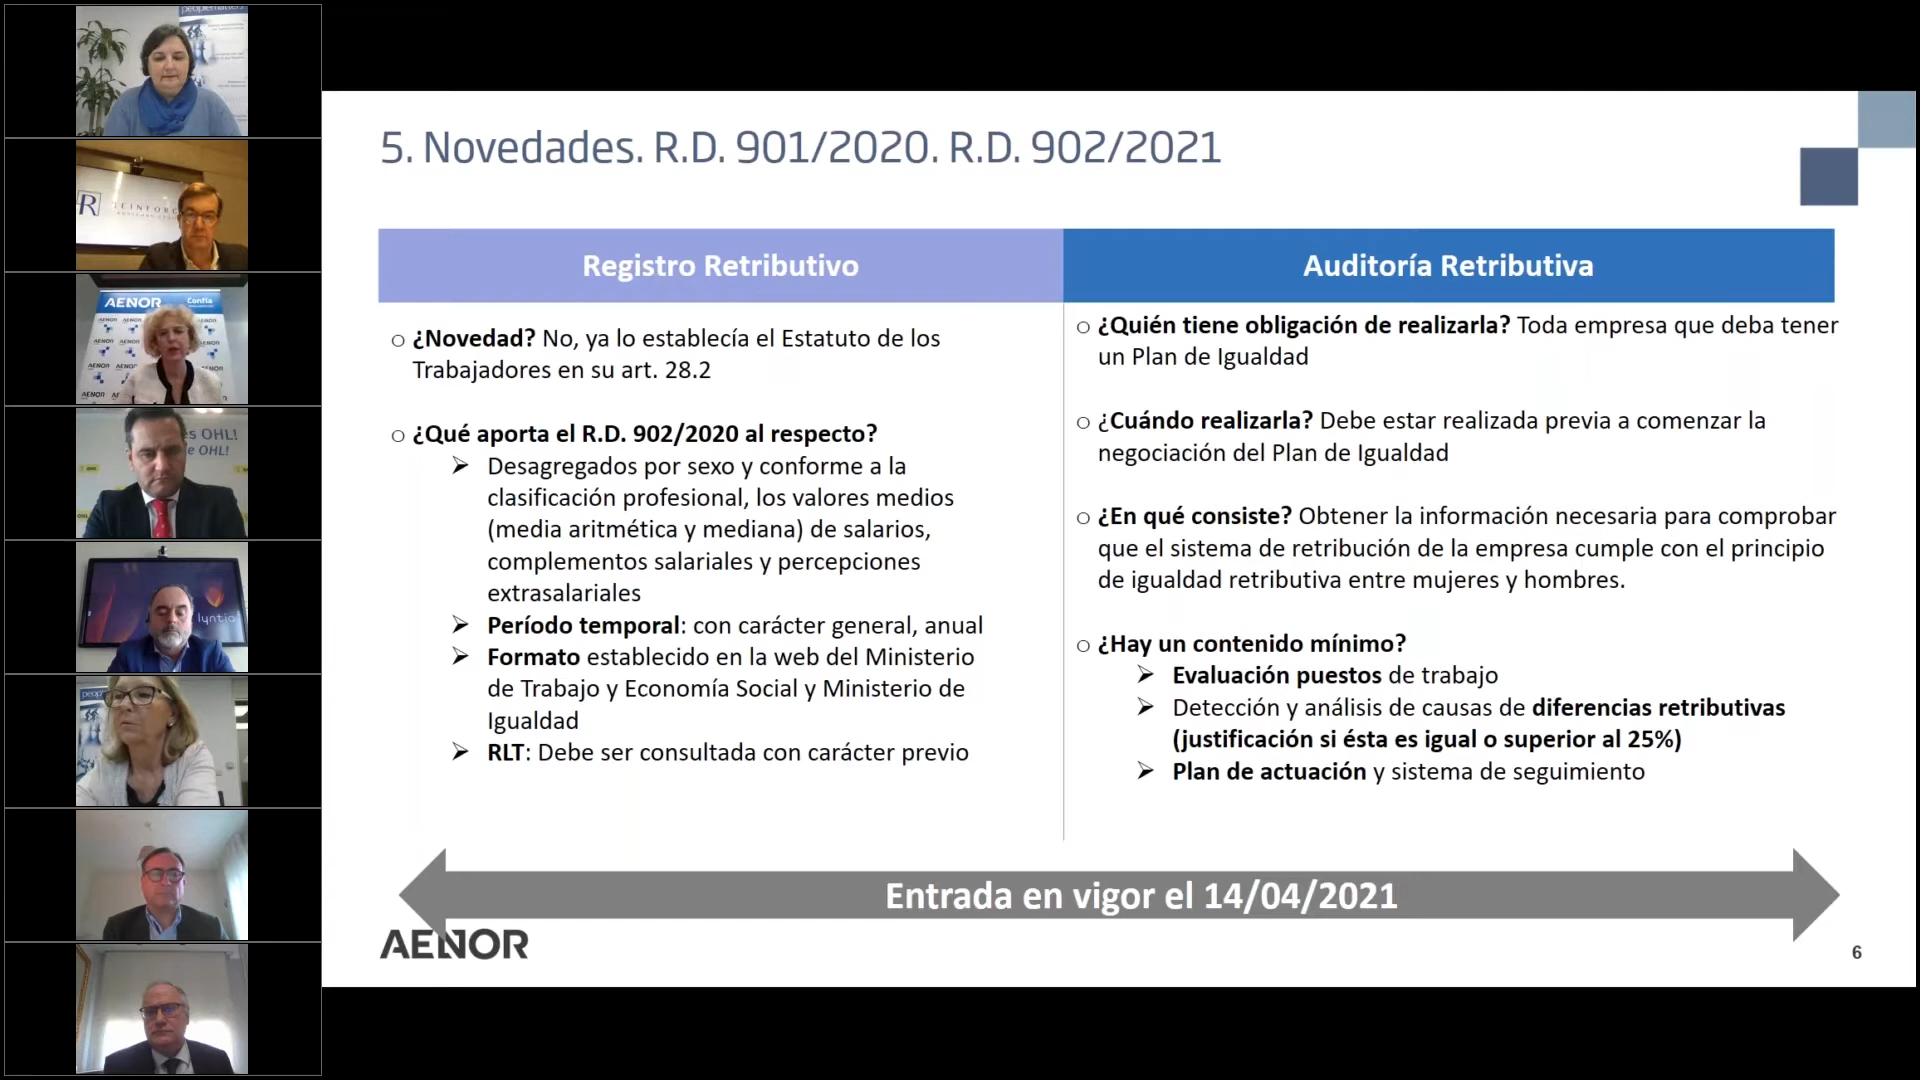 peoplematters
R
AENOR
Confía
AENOR
AENOR
s OHL!
e OHL!
OHL
lyntia
5. Novedades. R.D. 901/2020. R.D. 902/2021
Registro Retributivo
o ¿Novedad? No, ya lo establecía el Estatuto de los
Trabajadores en su art. 28.2
o ¿Qué aporta el R.D. 902/2020 al respecto?
➢ Desagregados por sexo y conforme a la
clasificación profesional, los valores medios
(media aritmética y mediana) de salarios,
complementos salariales y percepciones
extrasalariales
➢ Período temporal: con carácter general, anual
➢ Formato establecido en la web del Ministerio
de Trabajo y Economía Social y Ministerio de
Igualdad
➢ RLT: Debe ser consultada con carácter previo
Auditoría Retributiva
o ¿Quién tiene obligación de realizarla? Toda empresa que deba tener
un Plan de Igualdad
o ¿Cuándo realizarla? Debe estar realizada previa a comenzar la
negociación del Plan de Igualdad
o ¿En qué consiste? Obtener la información necesaria para comprobar
que el sistema de retribución de la empresa cumple con el principio
de igualdad retributiva entre mujeres y hombres.
o ¿Hay un contenido mínimo?
➢ Evaluación puestos de trabajo
➢ Detección y análisis de causas de diferencias retributivas
(justificación si ésta es igual o superior al 25%)
➢ Plan de actuación y sistema de seguimiento
Entrada en vigor el 14/04/2021
AENOR
6